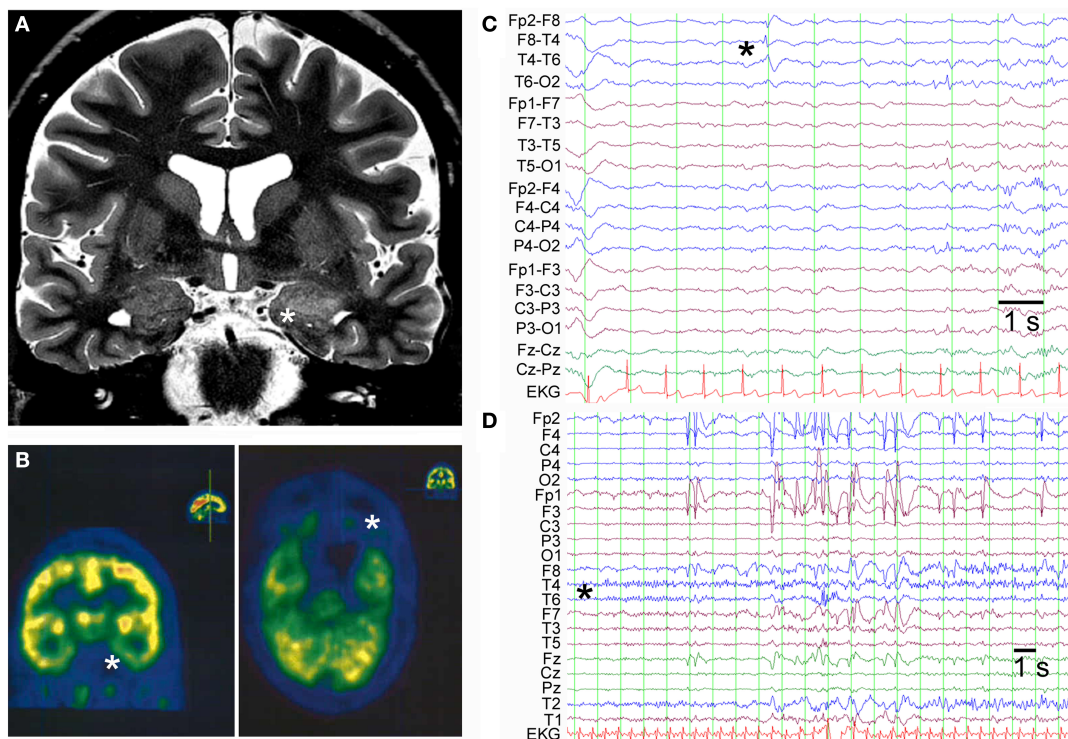 A
*
B
*
*
C
Fp2-F8
F8-T4
*
T4-T6
T6-O2
Fp1-F7
F7-T3
T3-T5
T5-O1
Fp2-F4
F4-C4
C4-P4
P4-O2
Fp1-F3
F3-C3
C3-P3
P3-O1
1 s
Fz-Cz
Cz-Pz
EKG
D
Fp2
F4
C4
P4
O2
Fp1
F3
C3
P3
O1
F8
T4
*
T6
F7
T3
T5
Fz
Cz
1 s
Pz
T2
T1
EKG